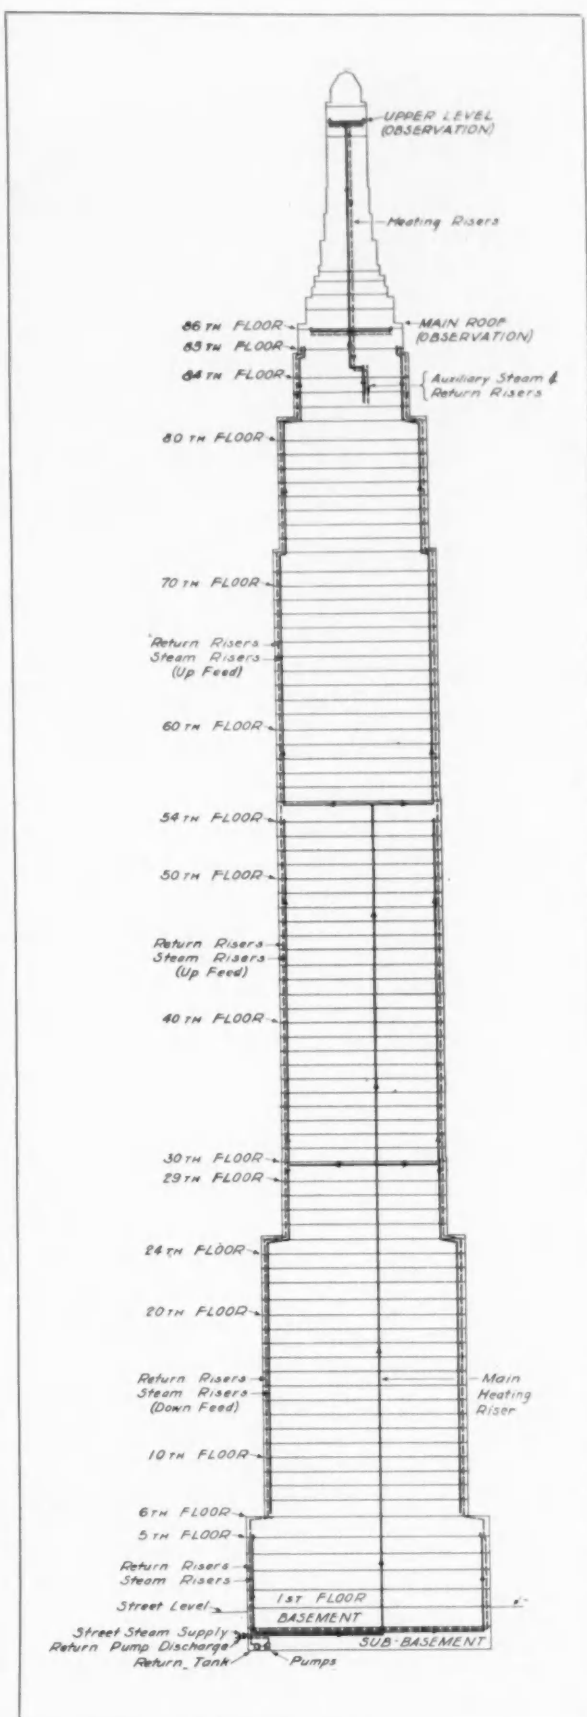 UPPER LEVEL
(OBSERVATION)
Heating Risers
86TH FLOOR
MAIN ROOF
(OBSERVATION)
85TH FLOOR
84TH FLOOR
Auxiliary Steam &
Return Risers
80TH FLOOR
70TH FLOOR
Return Risers
Steam Risers
(Up Feed)
60TH FLOOR
54TH FLOOR
50TH FLOOR
Return Risers
Steam Risers
(Up Feed)
40TH FLOOR
30TH FLOOR
29TH FLOOR
24TH FLOOR
20TH FLOOR
Return Risers
Steam Risers
(Down Feed)
Main
Heating
Riser
10TH FLOOR
6TH FLOOR
5TH FLOOR
Return Risers
Steam Risers
1ST FLOOR
Street Level
BASEMENT
Street Steam Supply
SUB-BASEMENT
Return Pump Discharge
Return Tank
Pumps